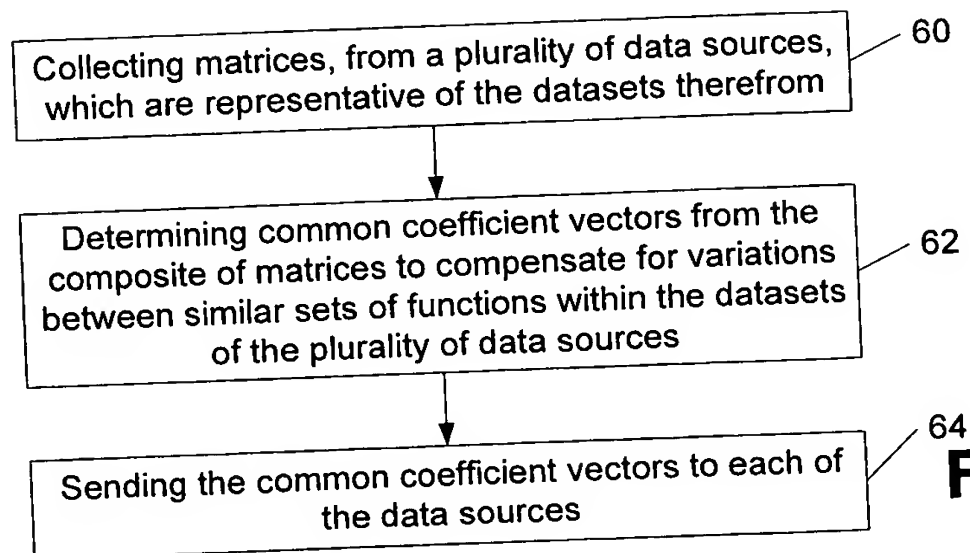 Collecting matrices, from a plurality of data sources,
which are representative of the datasets therefrom
60
Determining common coefficient vectors from the
composite of matrices to compensate for variations
between similar sets of functions within the datasets
of the plurality of data sources
62
Sending the common coefficient vectors to each of
the data sources
64
F